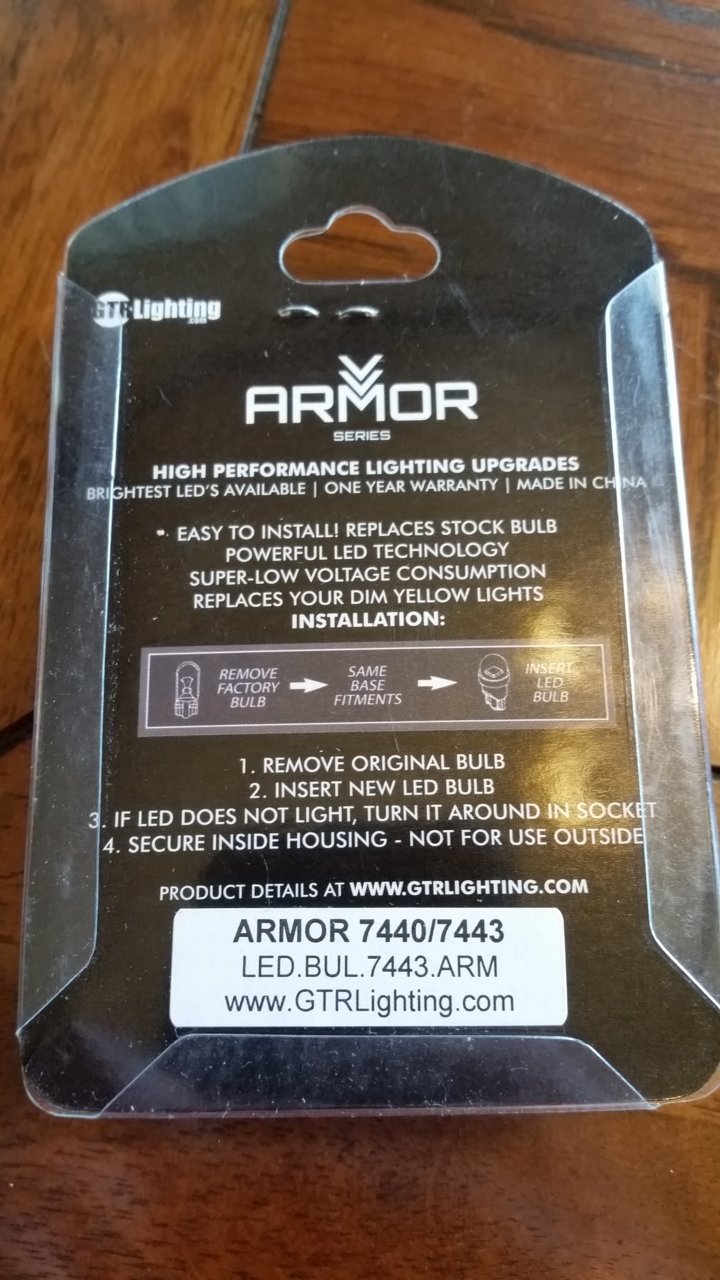 GTR Lighting
.com
ARMOR
SERIES
HIGH PERFORMANCE LIGHTING UPGRADES
BRIGHTEST LED'S AVAILABLE | ONE YEAR WARRANTY | MADE IN CHINA
EASY TO INSTALL! REPLACES STOCK BULB
POWERFUL LED TECHNOLOGY
SUPER-LOW VOLTAGE CONSUMPTION
REPLACES YOUR DIM YELLOW LIGHTS
INSTALLATION:
REMOVE
FACTORY
BULB
SAME
BASE
FITMENTS
INSERT
LED
BULB
1. REMOVE ORIGINAL BULB
2. INSERT NEW LED BULB
3. IF LED DOES NOT LIGHT, TURN IT AROUND IN SOCKET
4. SECURE INSIDE HOUSING - NOT FOR USE OUTSIDE
PRODUCT DETAILS AT WWW.GTRLIGHTING.COM
ARMOR 7440/7443
LED.BUL.7443.ARM
www.GTRLighting.com